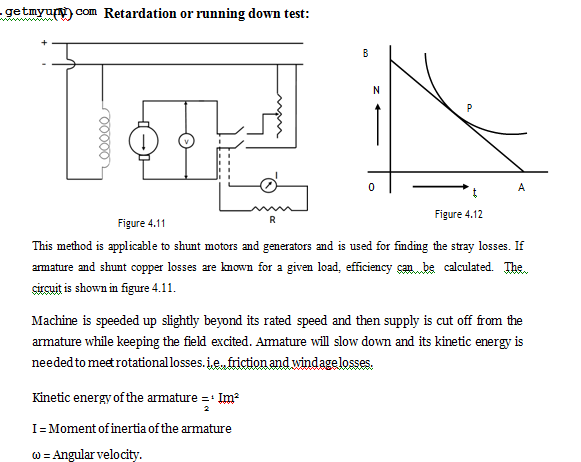 .getmyuni.com Retardation or running down test:
+
-
V
I
R
Figure 4.11
B
N
P
0
t
A
Figure 4.12
This method is applicable to shunt motors and generators and is used for finding the stray losses. If
armature and shunt copper losses are known for a given load, efficiency can be calculated. The
circuit is shown in figure 4.11.
Machine is speeded up slightly beyond its rated speed and then supply is cut off from the
armature while keeping the field excited. Armature will slow down and its kinetic energy is
needed to meet rotational losses. i.e., friction and windage losses.
Kinetic energy of the armature = 1 Iπι²
2
I = Moment of inertia of the armature
ω = Angular velocity.